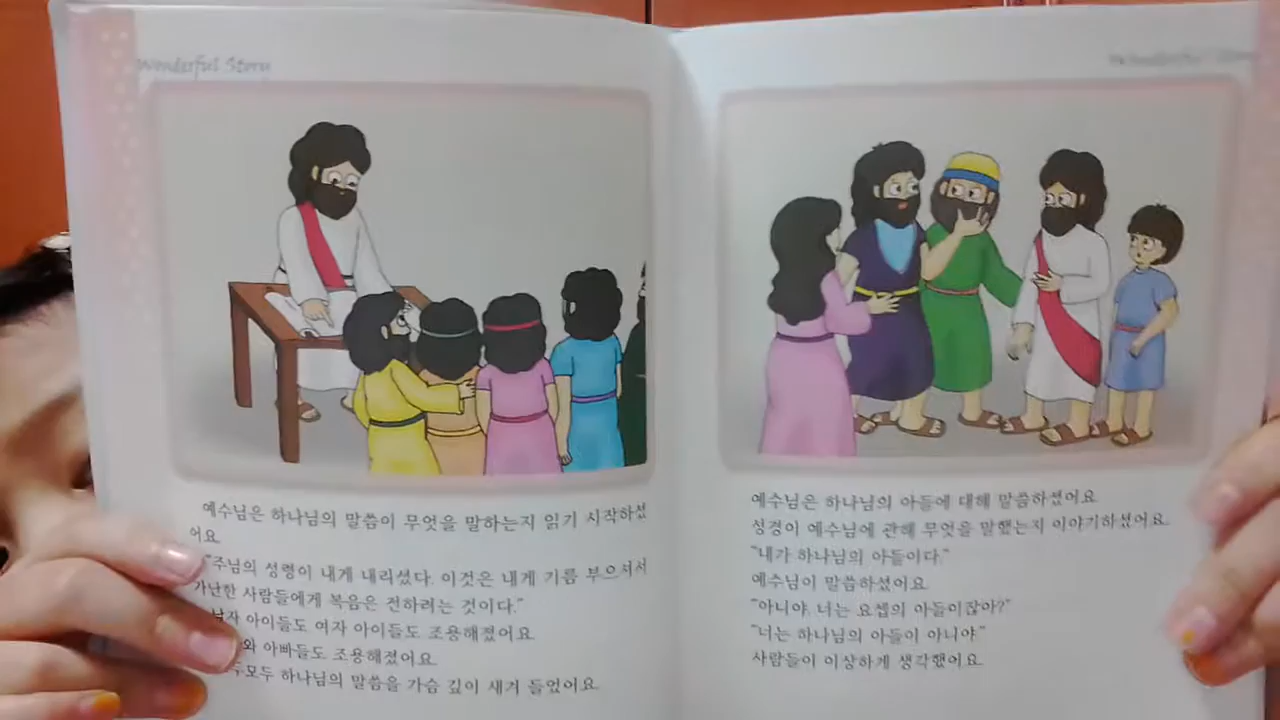 Wonderful Story
예수님은 하나님의 말씀이 무엇을 말하는지 읽기 시작하셨
어요.
"주님의 성령이 내게 내리셨다. 이것은 내게 기름 부으셔서
가난한 사람들에게 복음은 전하려는 것이다."
남자 아이들도 여자 아이들도 조용해졌어요.
와 아빠들도 조용해졌어요.
두모두 하나님의 말씀을 가슴 깊이 새겨 들었어요.
예수님은 하나님의 아들에 대해 말씀하셨어요.
성경이 예수님에 관해 무엇을 말했는지 이야기하셨어요.
"내가 하나님의 아들이다."
예수님이 말씀하셨어요.
"아니야. 너는 요셉의 아들이잖아?"
"너는 하나님의 아들이 아니야."
사람들이 이상하게 생각했어요.